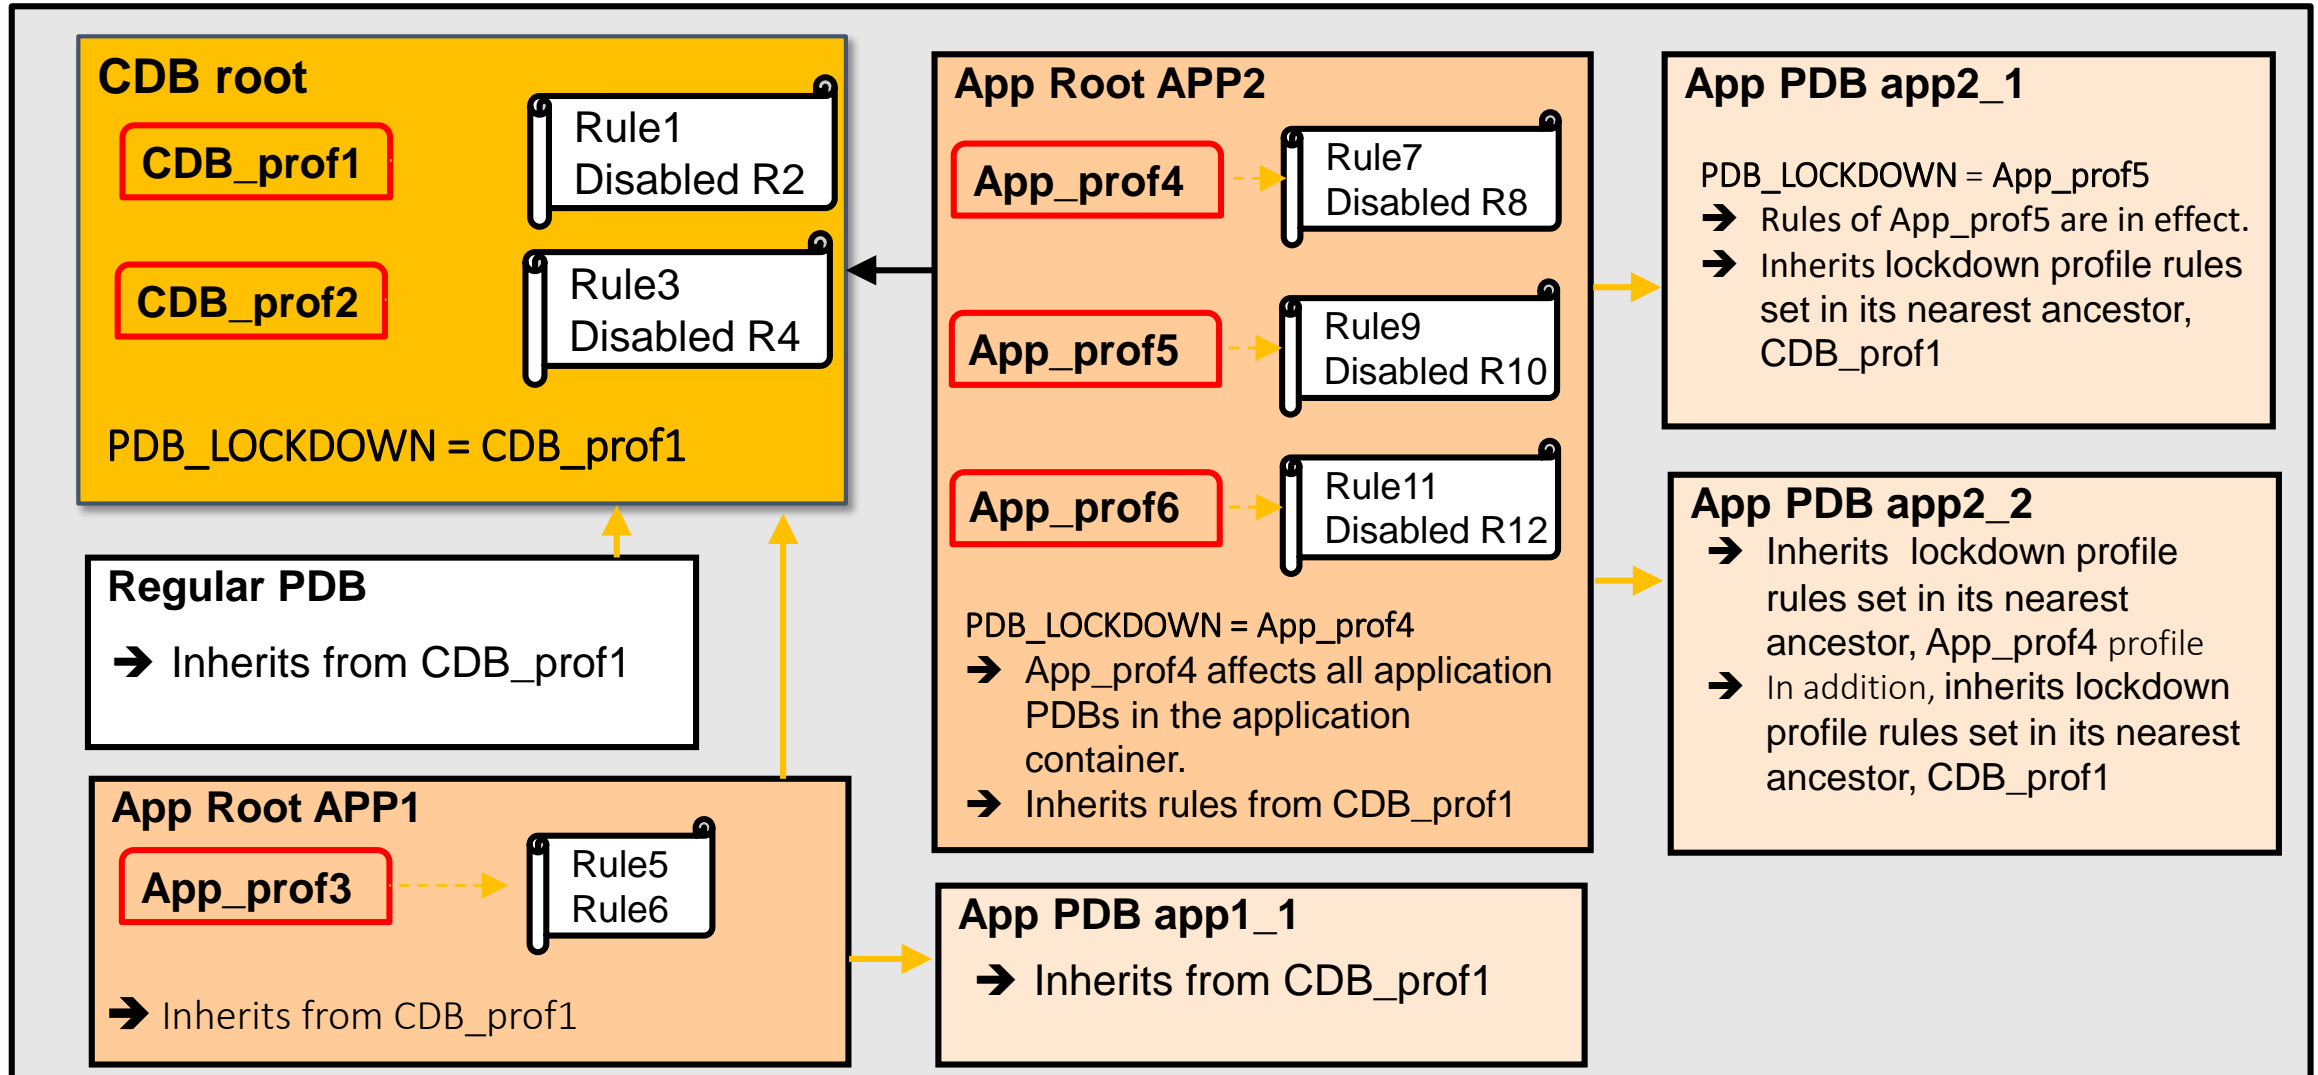 CDB root
CDB_prof1
Rule1
Disabled R2
CDB_prof2
Rule3
Disabled R4
PDB_LOCKDOWN = CDB_prof1
Regular PDB
➔ Inherits from CDB_prof1
App Root APP1
App_prof3
Rule5
Rule6
➔ Inherits from CDB_prof1
App Root APP2
App_prof4
Rule7
Disabled R8
App_prof5
Rule9
Disabled R10
App_prof6
Rule11
Disabled R12
PDB_LOCKDOWN = App_prof4
➔ App_prof4 affects all application
PDBs in the application
container.
➔ Inherits rules from CDB_prof1
App PDB app1_1
➔ Inherits from CDB_prof1
App PDB app2_1
PDB_LOCKDOWN = App_prof5
➔ Rules of App_prof5 are in effect.
➔ Inherits lockdown profile rules
set in its nearest ancestor,
CDB_prof1
App PDB app2_2
➔ Inherits lockdown profile
rules set in its nearest
ancestor, App_prof4 profile
➔ In addition, inherits lockdown
profile rules set in its nearest
ancestor, CDB_prof1